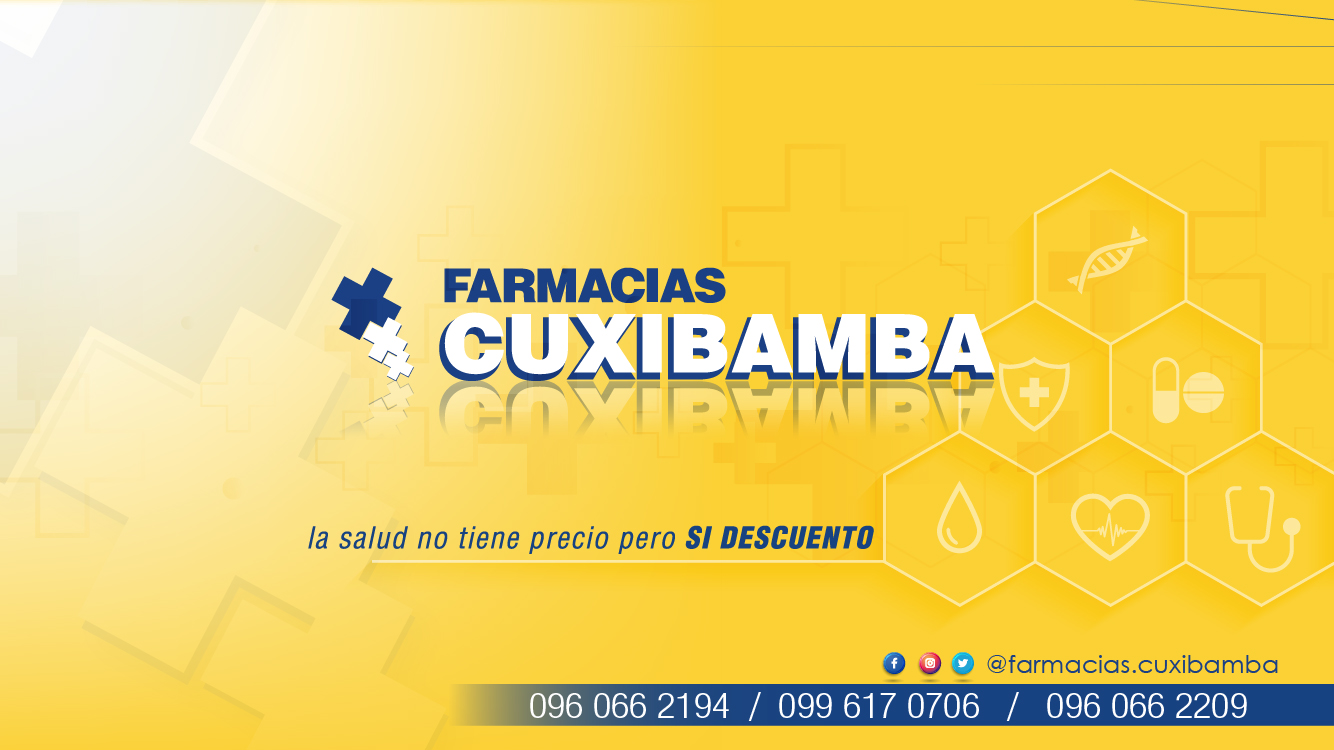 FARMACIAS
CUXIBAMBA
la salud no tiene precio pero SI DESCUENTO
@farmacias.cuxibamba
096 066 2194 / 099 617 0706 / 096 066 2209